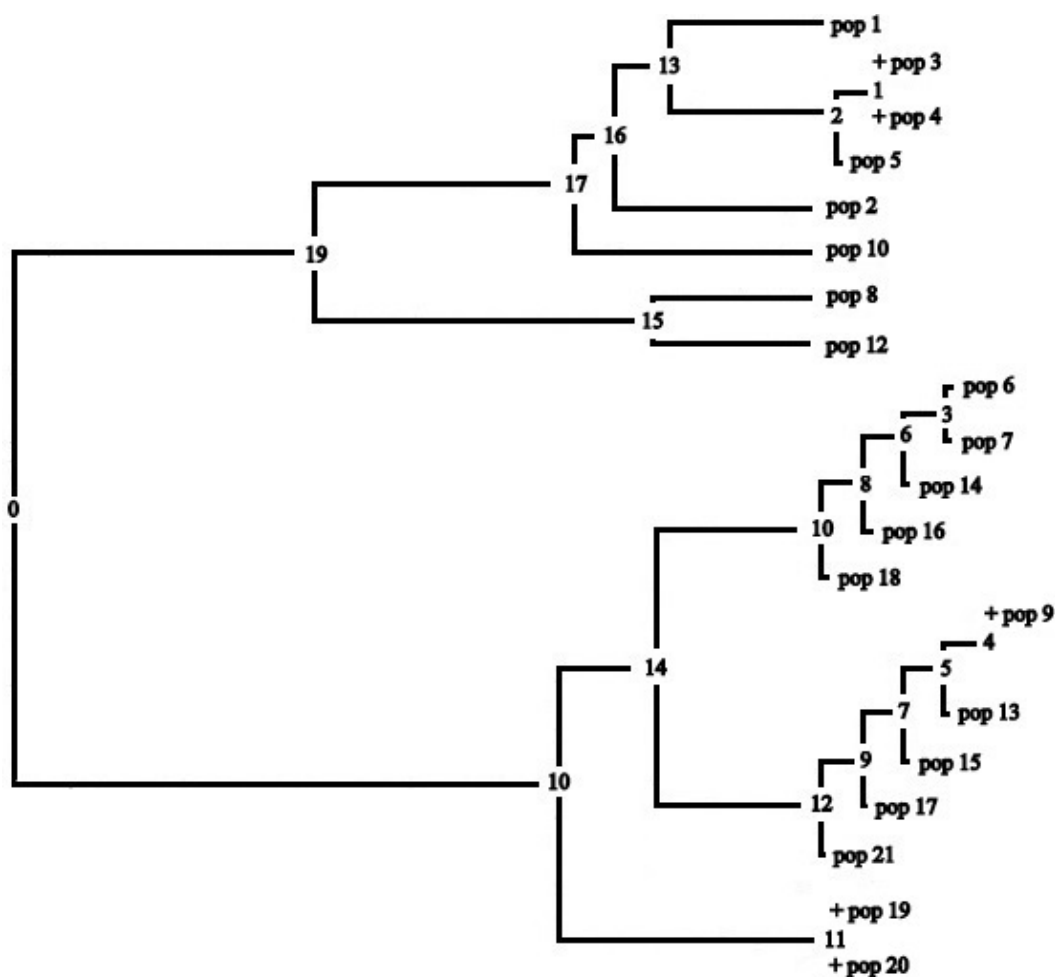 pop 1
+ pop 3
13
1
2
+ pop 4
16
pop 5
17
pop 2
19
pop 10
pop 8
15
pop 12
pop 6
3
6
pop 7
8
pop 14
0
10
pop 16
pop 18
+ pop 9
4
14
5
7
pop 13
9
pop 15
10
12
pop 17
pop 21
+ pop 19
11
+ pop 20